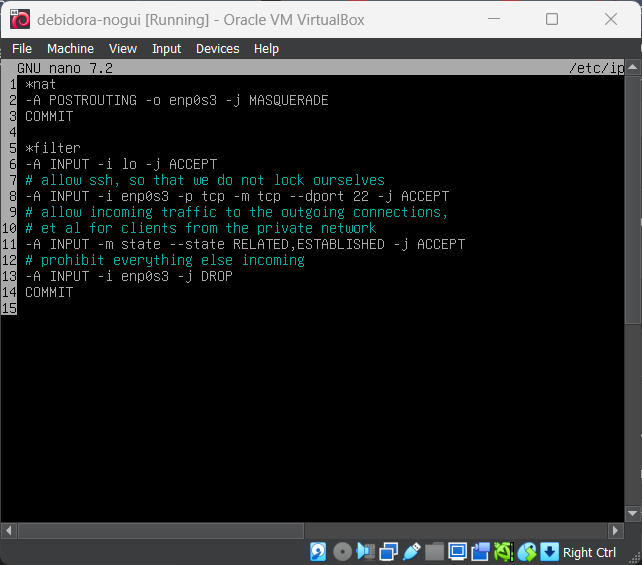 debidora-nogui [Running] - Oracle VM VirtualBox
File Machine View Input Devices Help
GNU nano 7.2 /etc/ip
1 *nat
2 -A POSTROUTING -o enp0s3 -j MASQUERADE
3 COMMIT
4
5 *filter
6 -A INPUT -i lo -j ACCEPT
7 # allow ssh, so that we do not lock ourselves
8 -A INPUT -i enp0s3 -p tcp -m tcp --dport 22 -j ACCEPT
9 # allow incoming traffic to the outgoing connections,
10 # et al for clients from the private network
11 -A INPUT -m state --state RELATED,ESTABLISHED -j ACCEPT
12 # prohibit everything else incoming
13 -A INPUT -i enp0s3 -j DROP
14 COMMIT
15
Right Ctrl